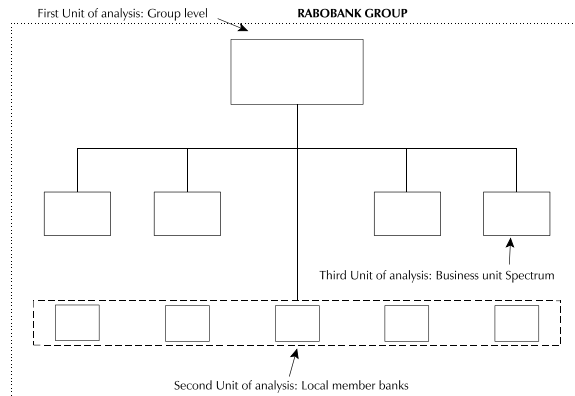 First Unit of analysis: Group level
RABOBANK GROUP
Third Unit of analysis: Business unit Spectrum
Second Unit of analysis: Local member banks